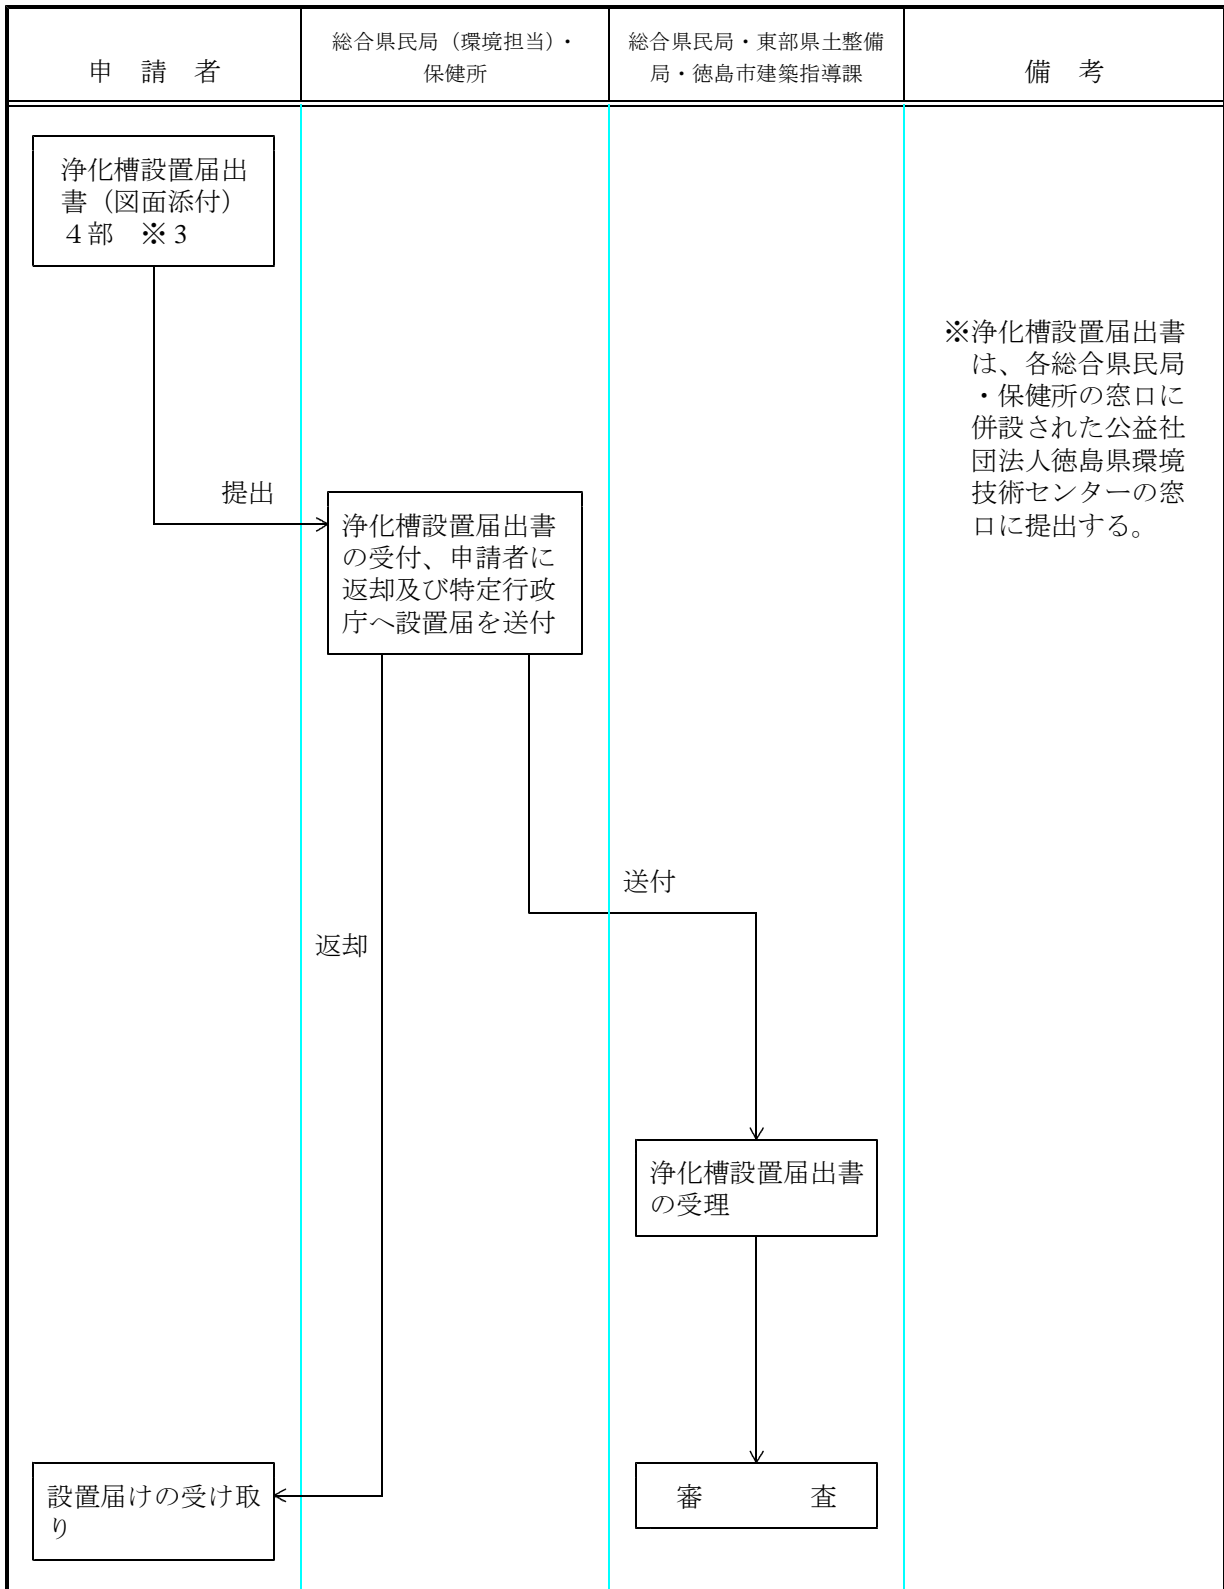 申　請　者
総合県民局（環境担当）・
保健所
総合県民局・東部県土整備
局・徳島市建築指導課
備　考
浄化槽設置届出
書（図面添付）
４部　※３
※浄化槽設置届出書
は、各総合県民局
・保健所の窓口に
併設された公益社
団法人徳島県環境
技術センターの窓
口に提出する。
提出
浄化槽設置届出書
の受付、申請者に
返却及び特定行政
庁へ設置届を送付
送付
返却
浄化槽設置届出書
の受理
設置届けの受け取
り
審　　　　査